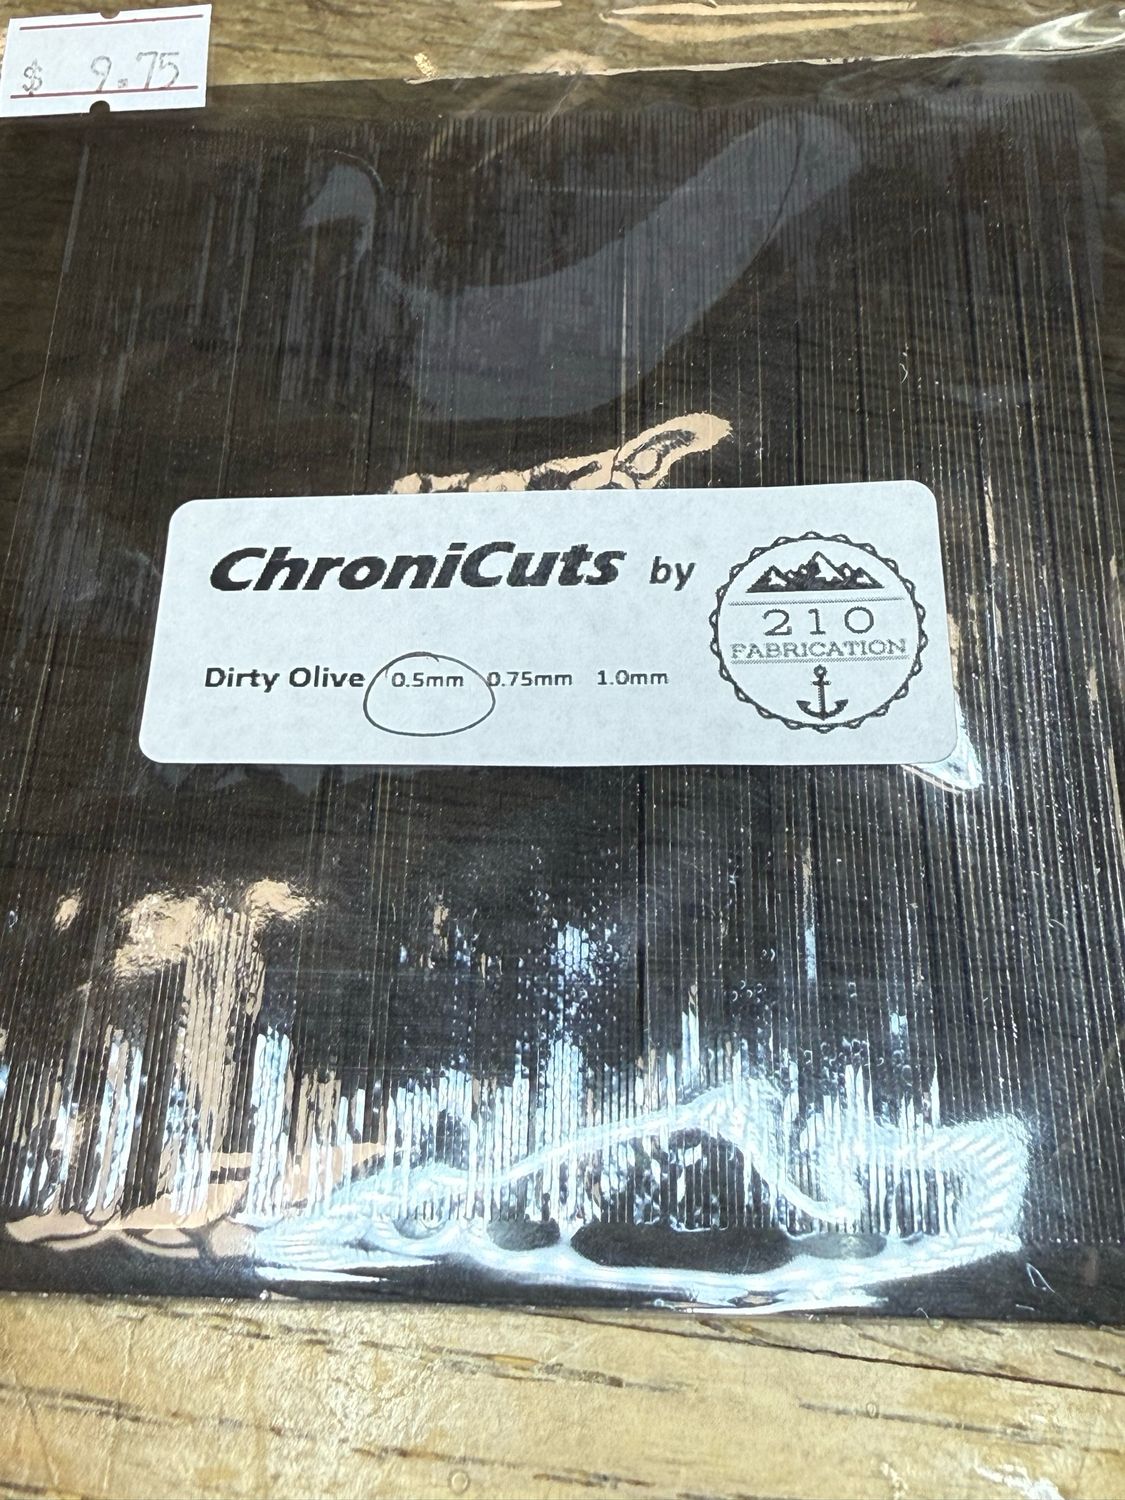 $ 9.75
ChroniCuts by
210
FABRICATION
Dirty Olive 0.5mm 0.75mm 1.0mm